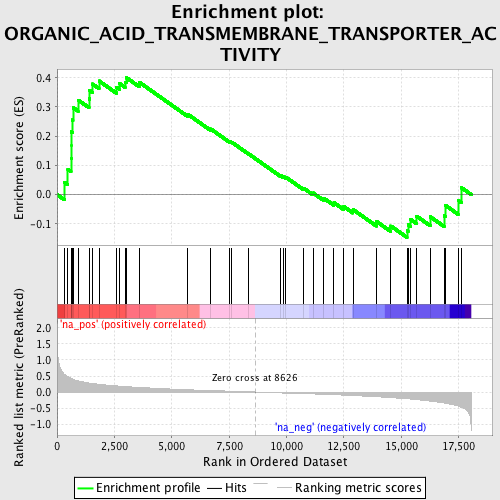 Enrichment plot:
ORGANIC_ACID_TRANSMEMBRANE_TRANSPORTER_AC
TIVITY
Enrichment score (ES)
0.4
0.3
0.2
0.1
0.0
-0.1
'na_pos' (positively correlated)
Ranked list metric (PreRanked)
2.0
1.5
1.0
0.5
0.0
-0.5
-1.0
Zero cross at 8626
'na_neg' (negatively correlated)
0
2,500
5,000
7,500
10,000
12,500
15,000
17,500
Rank in Ordered Dataset
Enrichment profile
Hits
Ranking metric scores